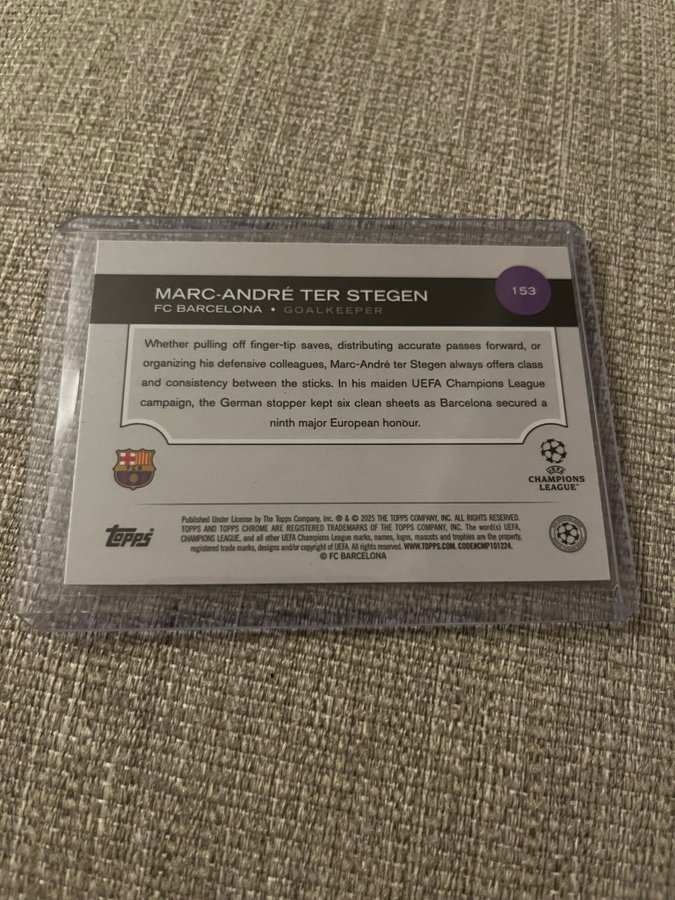 MARC-ANDRÉ TER STEGEN
FC BARCELONA • GOALKEEPER
153
Whether pulling off finger-tip saves, distributing accurate passes forward, or
organizing his defensive colleagues, Marc-André ter Stegen always offers class
and consistency between the sticks. In his maiden UEFA Champions League
campaign, the German stopper kept six clean sheets as Barcelona secured a
ninth major European honour.
FCB
UEFA
CHAMPIONS
LEAGUE™
Topps®
Published Under License by The Topps Company, Inc. ® & © 2025 THE TOPPS COMPANY, INC. ALL RIGHTS RESERVED.
TOPPS AND TOPPS CHROME ARE REGISTERED TRADEMARKS OF THE TOPPS COMPANY, INC. The word(s) UEFA,
CHAMPIONS LEAGUE, and all other UEFA Champions League marks, names, logos, mascots and trophies are the property,
registered trade marks, designs and/or copyright of UEFA. All rights reserved. WWW.TOPPS.COM. CODE#CMP101224.
© FC BARCELONA